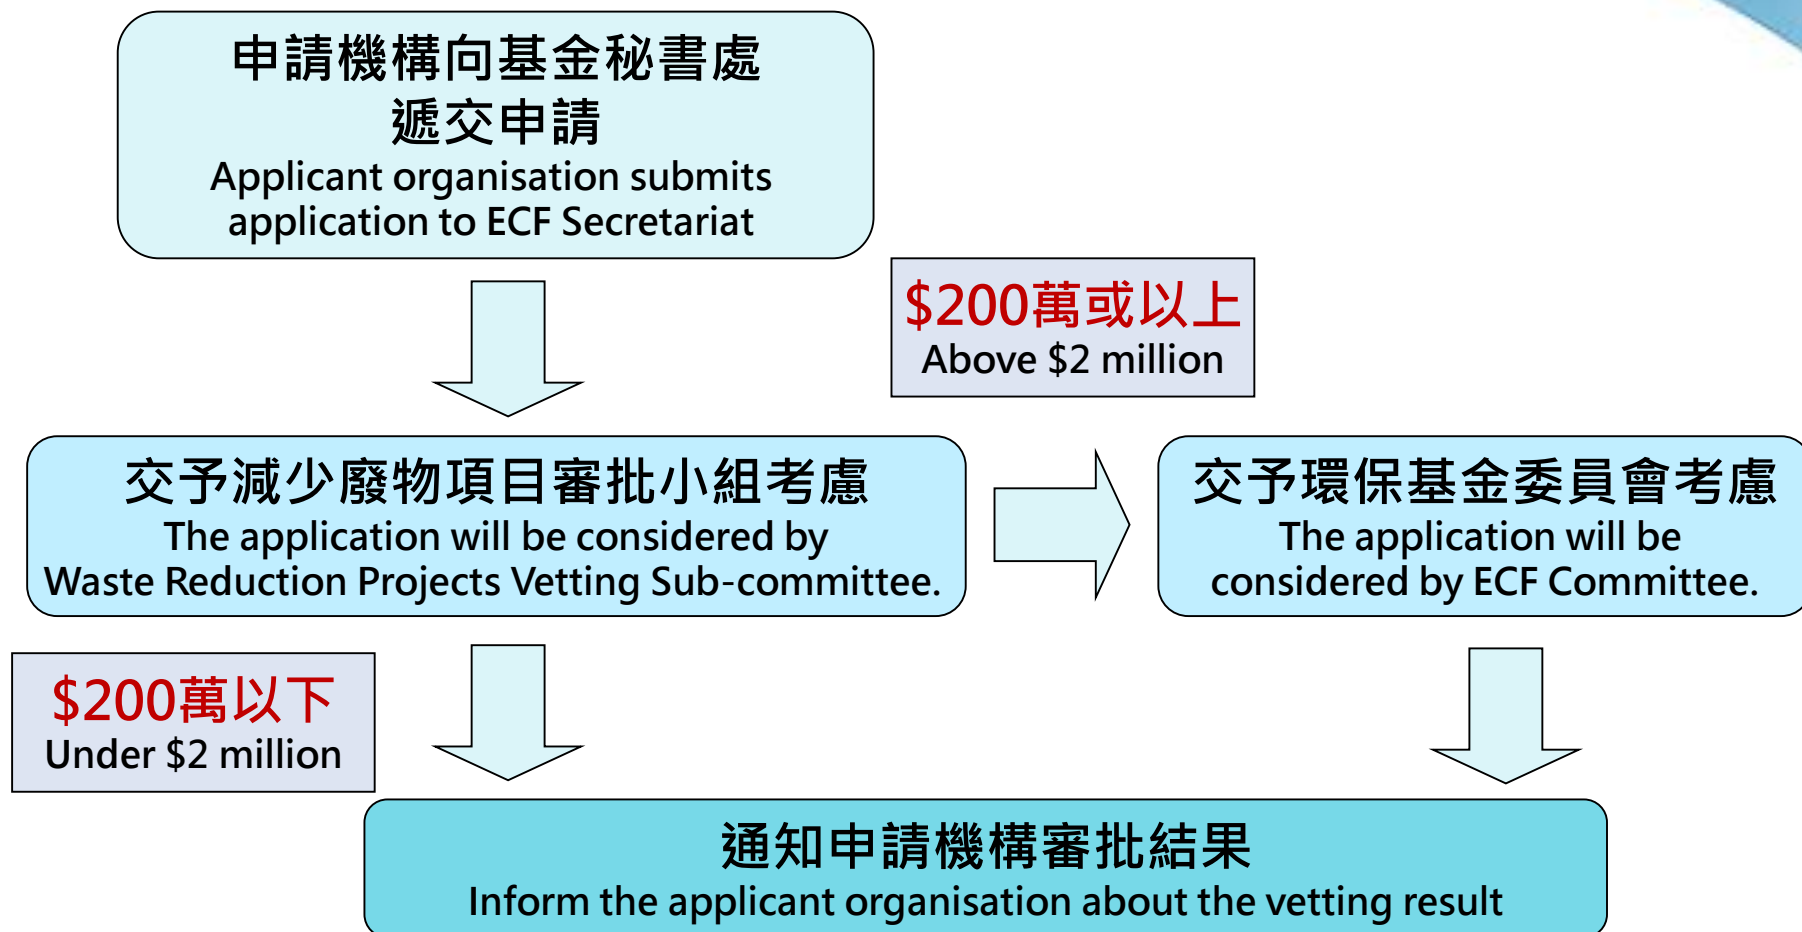 申請機構向基金秘書處
遞交申請
Applicant organisation submits
application to ECF Secretariat
$200萬或以上
Above $2 million
交予減少廢物項目審批小組考慮
The application will be considered by
Waste Reduction Projects Vetting Sub-committee.
交予環保基金委員會考慮
The application will be
considered by ECF Committee.
$200萬以下
Under $2 million
通知申請機構審批結果
Inform the applicant organisation about the vetting result